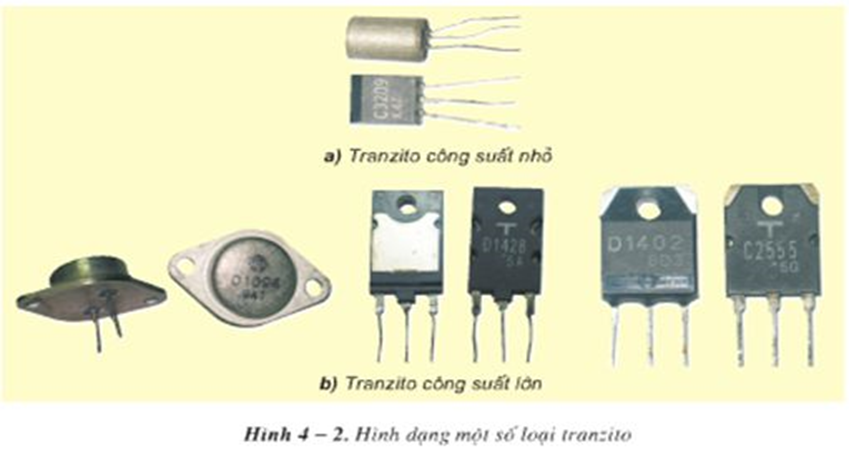 C3209
a) Tranzito công suất nhỏ
D1428
D1402
C2555
b) Tranzito công suất lớn
Hình 4 – 2. Hình dạng một số loại tranzito